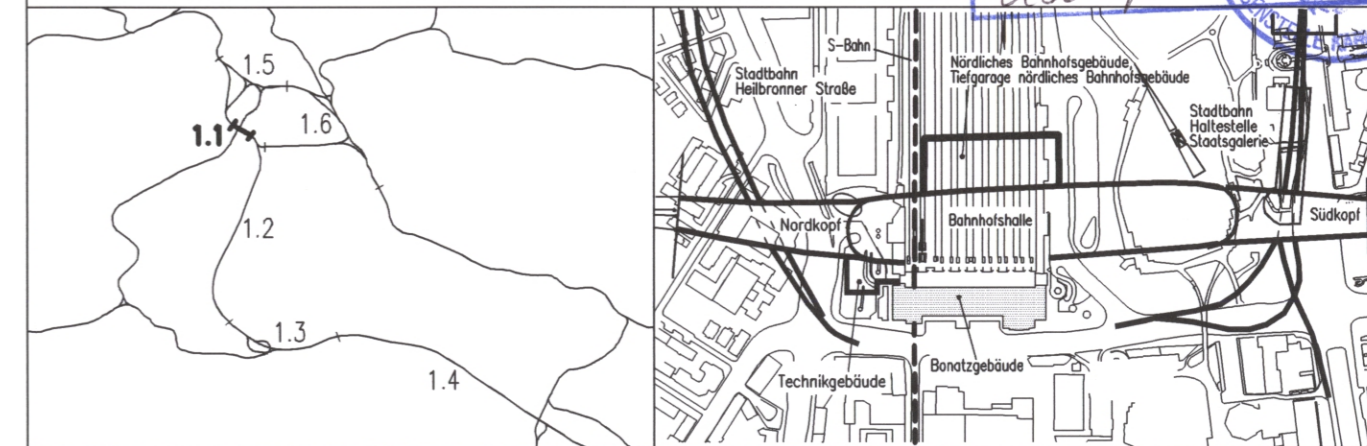 1.5
1.6
1.1
1.2
1.3
1.4
S-Bahn
Nördliches Bahnhofsgebäude,
Tiefgarage nördliches Bahnhofsgebäude
Stadtbahn
Heilbronner Straße
Stadtbahn
Haltestelle
Staatsgalerie
Nordkopf
Bahnhofshalle
Südkopf
Technikgebäude
Bonatzgebäude